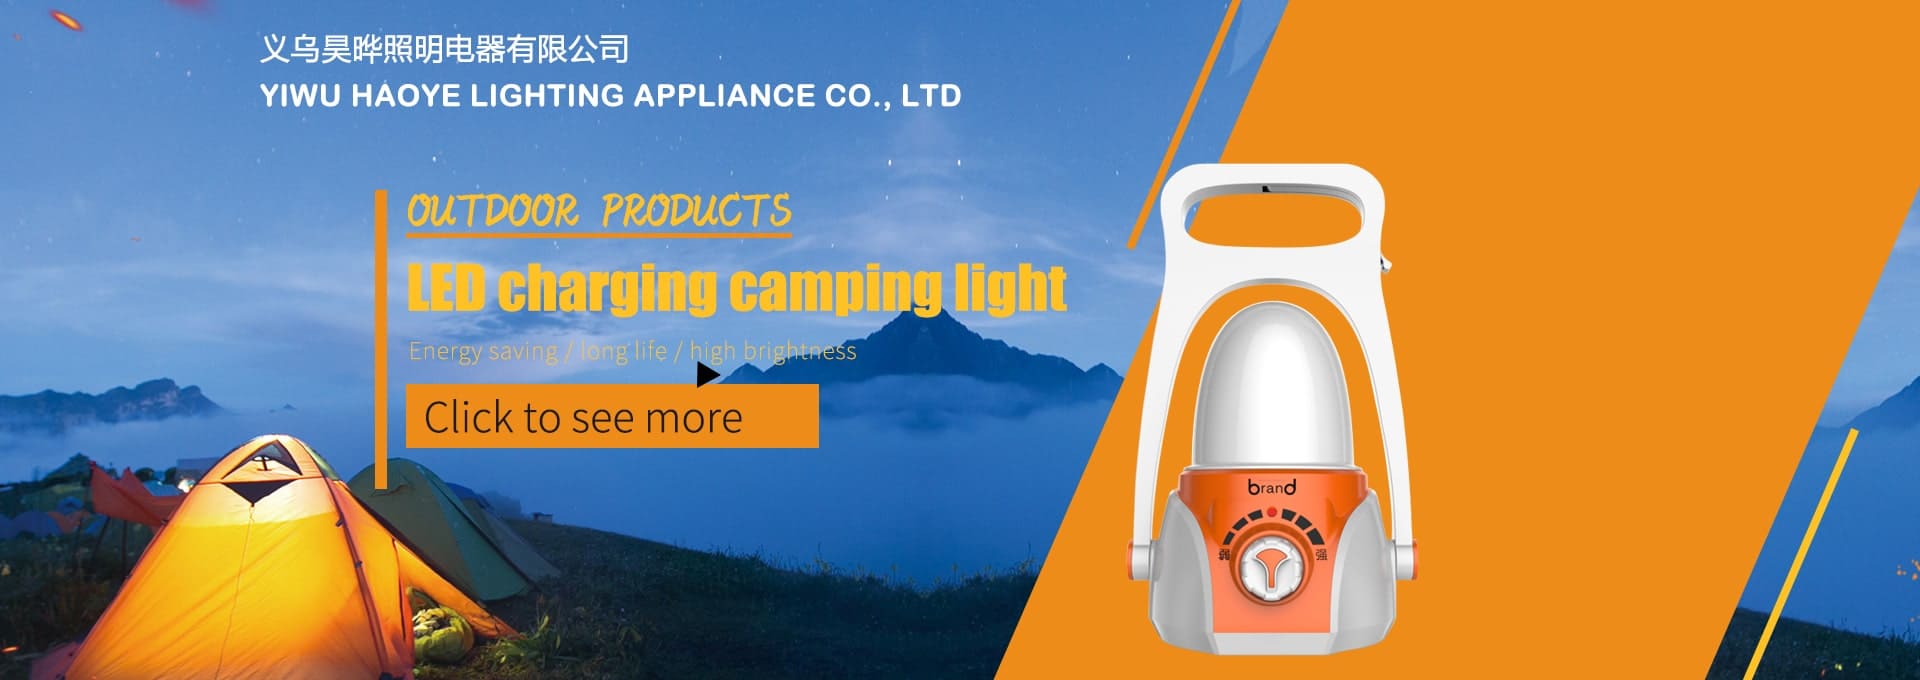 义乌昊晔照明电器有限公司
YIWU HAOYE LIGHTING APPLIANCE CO., LTD
OUTDOOR PRODUCTS
LED charging camping light
Energy saving / long life / high brightness
Click to see more
brand
弱 强